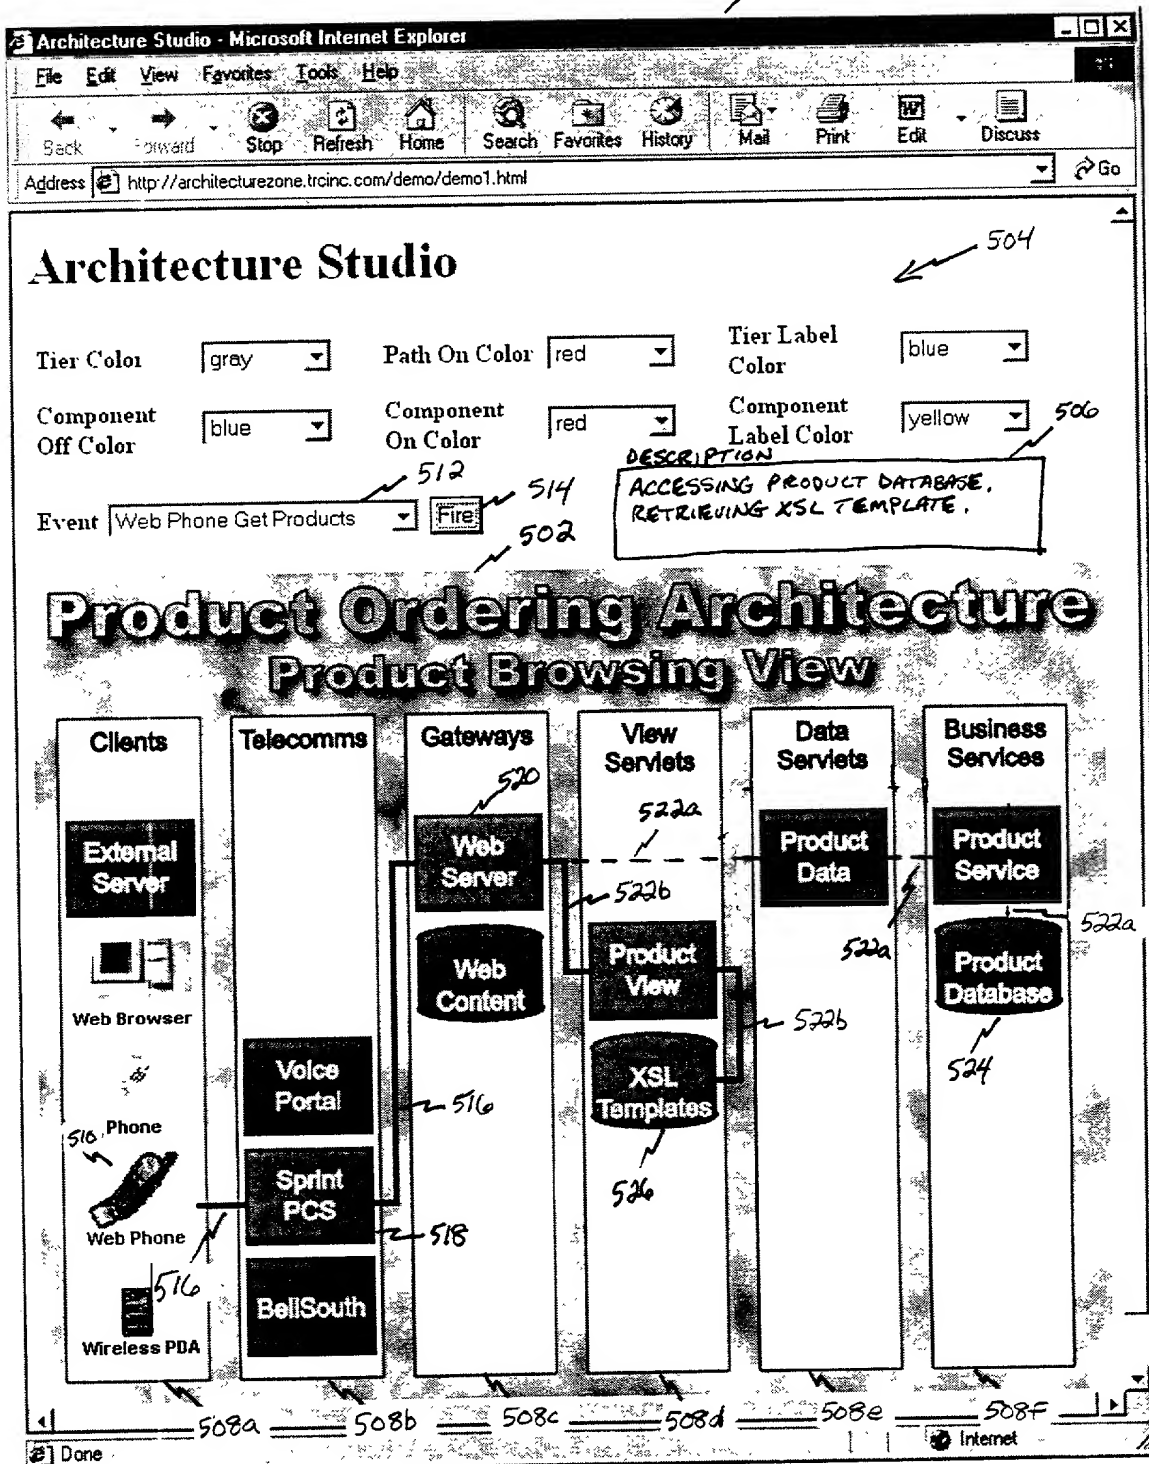 Architecture Studio - Microsoft Internet Explorer
File Edit View Favorites Tools Help
Back Forward Stop Refresh Home Search Favorites History Mail Print Edit Discuss
Address http://architecturezone.trcinc.com/demo/demo1.html Go
Architecture Studio
504
Tier Color gray Path On Color red Tier Label Color blue
Component Off Color blue Component On Color red Component Label Color yellow
506
DESCRIPTION
ACCESSING PRODUCT DATABASE.
RETRIEVING XSL TEMPLATE.
512
514
Event Web Phone Get Products Fire
502
Product Ordering Architecture
Product Browsing View
Clients
External Server
Web Browser
Phone
510
Web Phone
516
Wireless PDA
Telecomms
Voice Portal
Sprint PCS
518
BellSouth
Gateways
520
Web Server
Web Content
516
View Servlets
522a
522b
Product View
522b
XSL Templates
526
Data Servlets
Product Data
522a
Business Services
Product Service
522a
Product Database
524
508a 508b 508c 508d 508e 508f
Done Internet